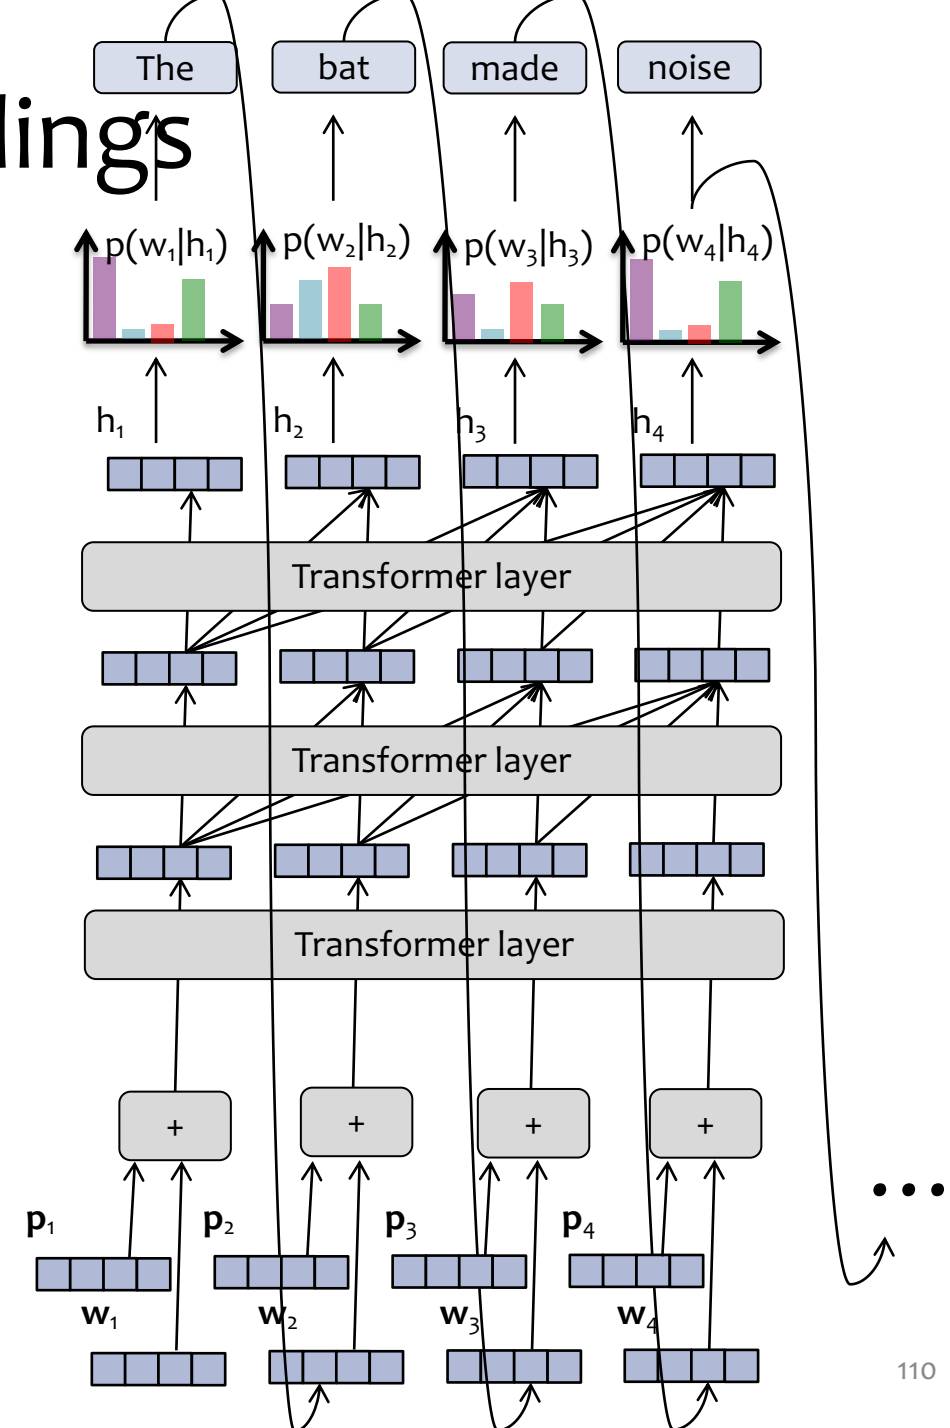 The bat made noise
lings
p(w₁|h₁) p(w₂|h₂) p(w₃|h₃) p(w₄|h₄)
h₁ h₂ h₃ h₄
Transformer layer
Transformer layer
Transformer layer
+ + + +
...
p₁ p₂ p₃ p₄
w₁ w₂ w₃ w₄
110